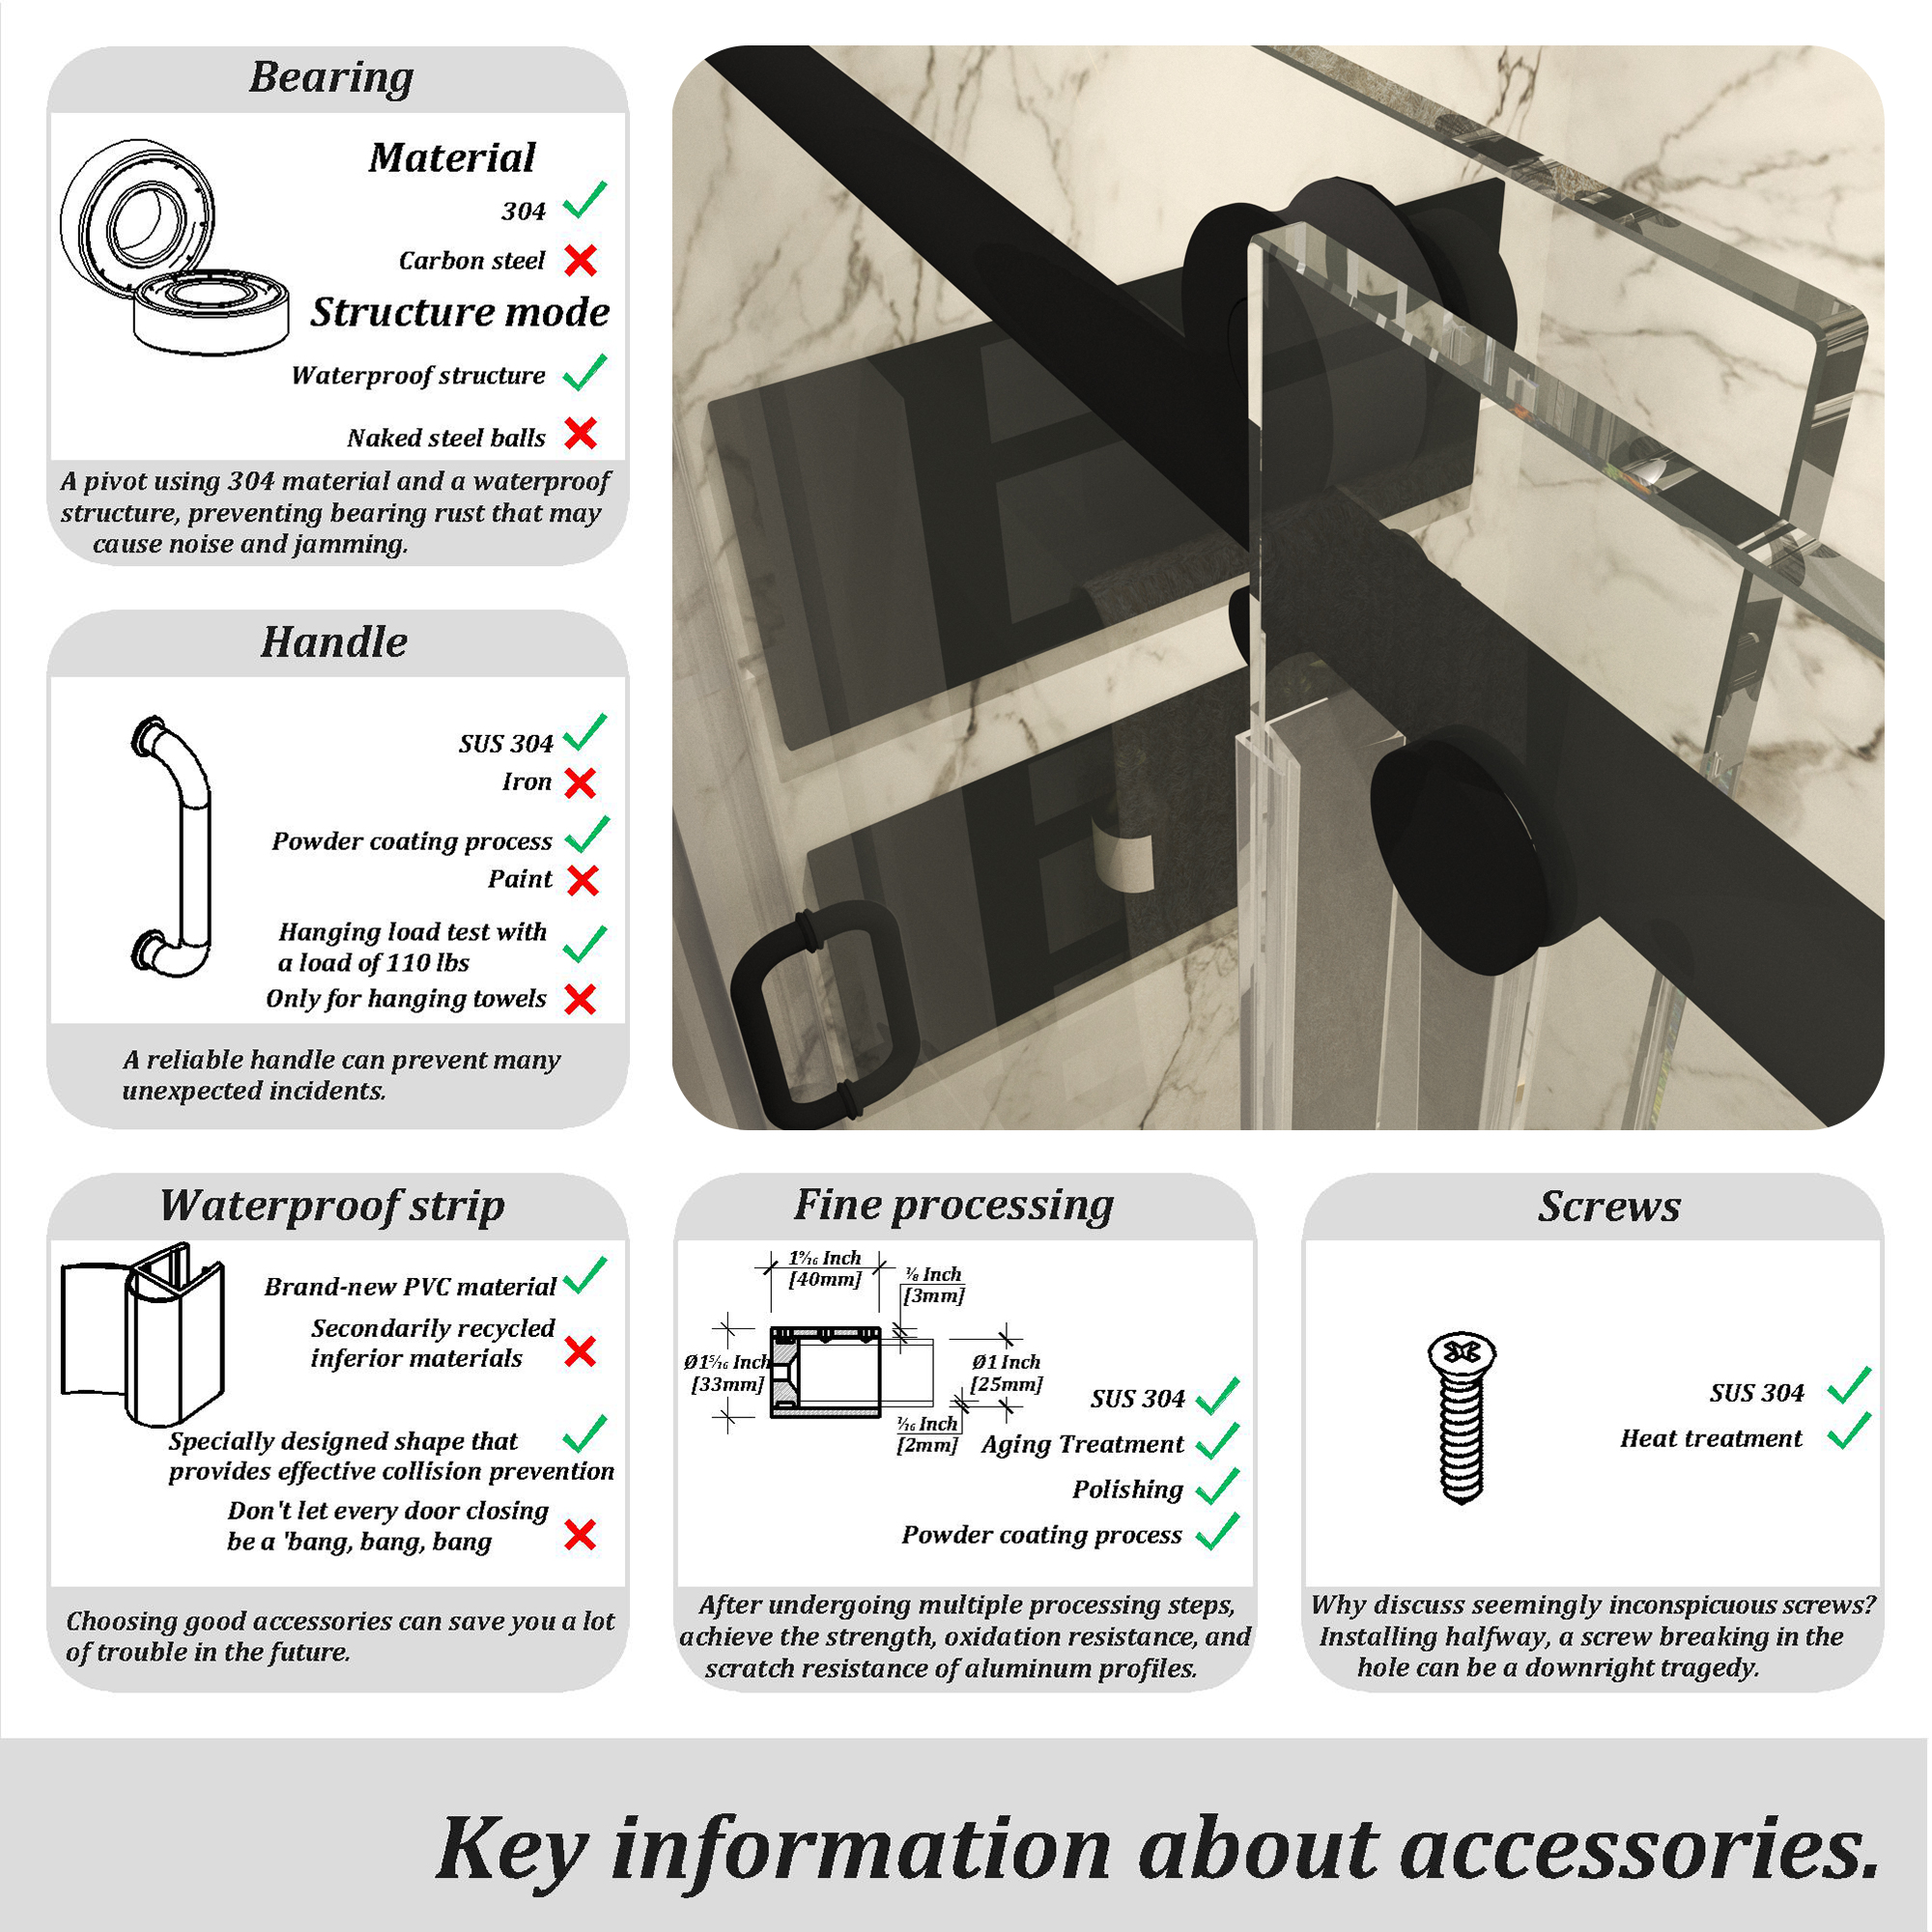 Bearing
Material
304
Carbon steel
Structure mode
Waterproof structure
Naked steel balls
A pivot using 304 material and a waterproof
structure, preventing bearing rust that may
cause noise and jamming.
Handle
SUS 304
Iron
Powder coating process
Paint
Hanging load test with
a load of 110 lbs
Only for hanging towels
A reliable handle can prevent many
unexpected incidents.
Waterproof strip
Brand-new PVC material
Secondarily recycled
inferior materials
Specially designed shape that
provides effective collision prevention
Don't let every door closing
be a 'bang, bang, bang
Choosing good accessories can save you a lot
of trouble in the future.
Fine processing
1⁹⁄₁₆ Inch
[40mm]
⅛ Inch
[3mm]
Ø1⁵⁄₁₆ Inch
[33mm]
Ø1 Inch
[25mm]
¹⁄₁₆ Inch
[2mm]
SUS 304
Aging Treatment
Polishing
Powder coating process
After undergoing multiple processing steps,
achieve the strength, oxidation resistance, and
scratch resistance of aluminum profiles.
Screws
SUS 304
Heat treatment
Why discuss seemingly inconspicuous screws?
Installing halfway, a screw breaking in the
hole can be a downright tragedy.
Key information about accessories.